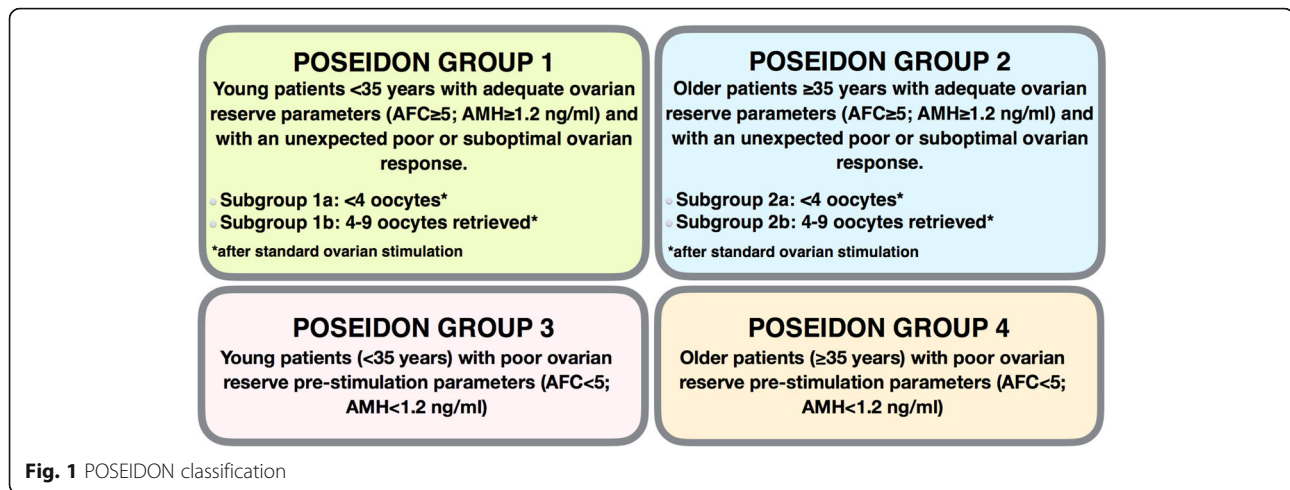 POSEIDON GROUP 1
Young patients <35 years with adequate ovarian
reserve parameters (AFC≥5; AMH≥1.2 ng/ml) and
with an unexpected poor or suboptimal ovarian
response.
Subgroup 1a: <4 oocytes*
Subgroup 1b: 4-9 oocytes retrieved*
*after standard ovarian stimulation
POSEIDON GROUP 2
Older patients ≥35 years with adequate ovarian
reserve parameters (AFC≥5; AMH≥1.2 ng/ml) and
with an unexpected poor or suboptimal ovarian
response.
Subgroup 2a: <4 oocytes*
Subgroup 2b: 4-9 oocytes retrieved*
*after standard ovarian stimulation
POSEIDON GROUP 3
Young patients (<35 years) with poor ovarian
reserve pre-stimulation parameters (AFC<5;
AMH<1.2 ng/ml)
POSEIDON GROUP 4
Older patients (≥35 years) with poor ovarian
reserve pre-stimulation parameters (AFC<5;
AMH<1.2 ng/ml)
Fig. 1 POSEIDON classification